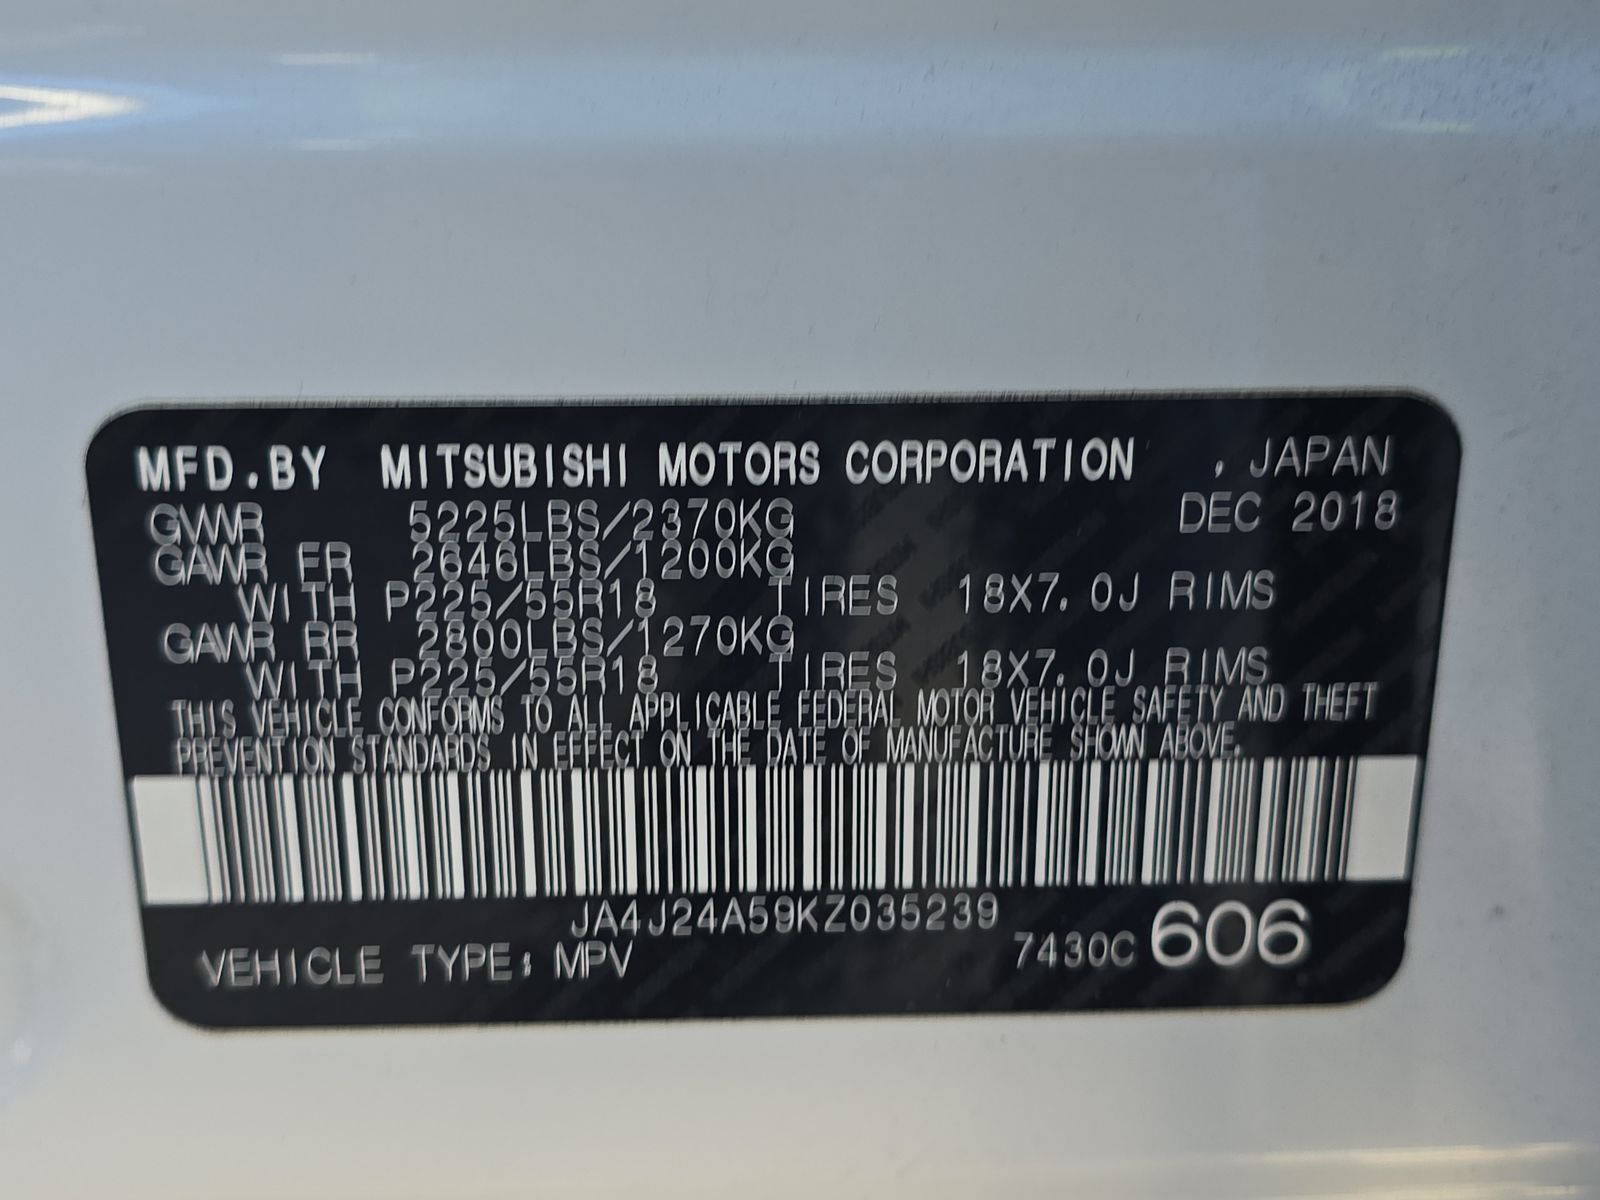 MFD.BY MITSUBISHI MOTORS CORPORATION , JAPAN
GVWR 5225LBS/2370KG DEC 2018
GAWR FR 2646LBS/1200KG
WITH P225/55R18 TIRES 18X7.0J RIMS
GAWR RR 2800LBS/1270KG
WITH P225/55R18 TIRES 18X7.0J RIMS
THIS VEHICLE CONFORMS TO ALL APPLICABLE FEDERAL MOTOR VEHICLE SAFETY AND THEFT
PREVENTION STANDARDS IN EFFECT ON THE DATE OF MANUFACTURE SHOWN ABOVE.
JA4J24A59KZ035239
VEHICLE TYPE: MPV 7430C 606